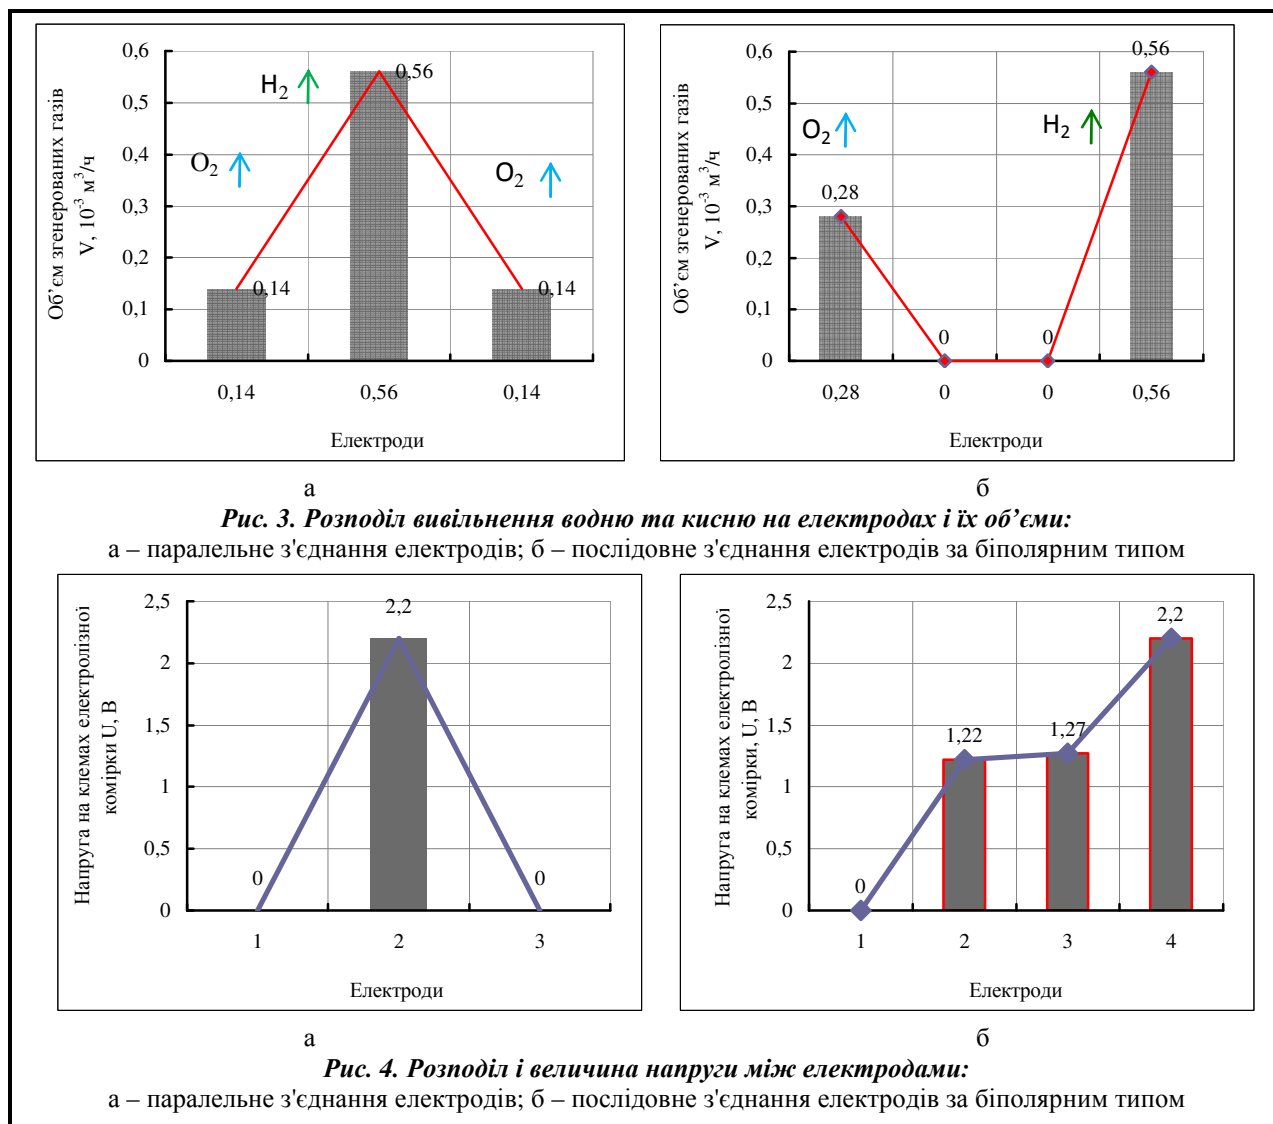 Об’єм згенерованих газів
V, 10⁻³ м³/ч
0,6
0,5
0,4
0,3
0,2
0,1
0
H₂
O₂
O₂
0,56
0,14
0,14
0,14 0,56 0,14
Електроди
Об’єм згенерованих газів
V, 10⁻³ м³/ч
0,6
0,5
0,4
0,3
0,2
0,1
0
O₂
H₂
0,28
0
0
0,56
0,28 0 0 0,56
Електроди
а
б
Рис. 3. Розподіл вивільнення водню та кисню на електродах і їх об’єми:
а – паралельне з'єднання електродів; б – послідовне з'єднання електродів за біполярним типом
Напруга на клемах електролізної
комірки U, В
2,5
2
1,5
1
0,5
0
0
2,2
0
1 2 3
Електроди
Напруга на клемах електролізної
комірки, U, В
2,5
2
1,5
1
0,5
0
0
1,22
1,27
2,2
1 2 3 4
Електроди
а
б
Рис. 4. Розподіл і величина напруги між електродами:
а – паралельне з'єднання електродів; б – послідовне з'єднання електродів за біполярним типом